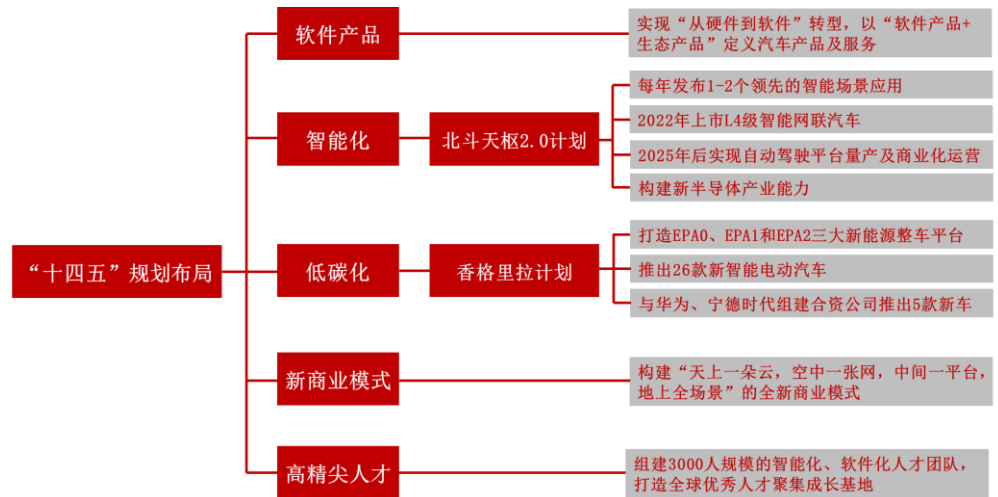 “十四五”规划布局
软件产品
实现“从硬件到软件”转型，以“软件产品+
生态产品”定义汽车产品及服务
智能化
北斗天枢2.0计划
每年发布1-2个领先的智能场景应用
2022年上市L4级智能网联汽车
2025年后实现自动驾驶平台量产及商业化运营
构建新半导体产业能力
低碳化
香格里拉计划
打造EPA0、EPA1和EPA2三大新能源整车平台
推出26款新智能电动汽车
与华为、宁德时代组建合资公司推出5款新车
新商业模式
构建“天上一朵云，空中一张网，中间一平台，
地上全场景”的全新商业模式
高精尖人才
组建3000人规模的智能化、软件化人才团队，
打造全球优秀人才聚集成长基地